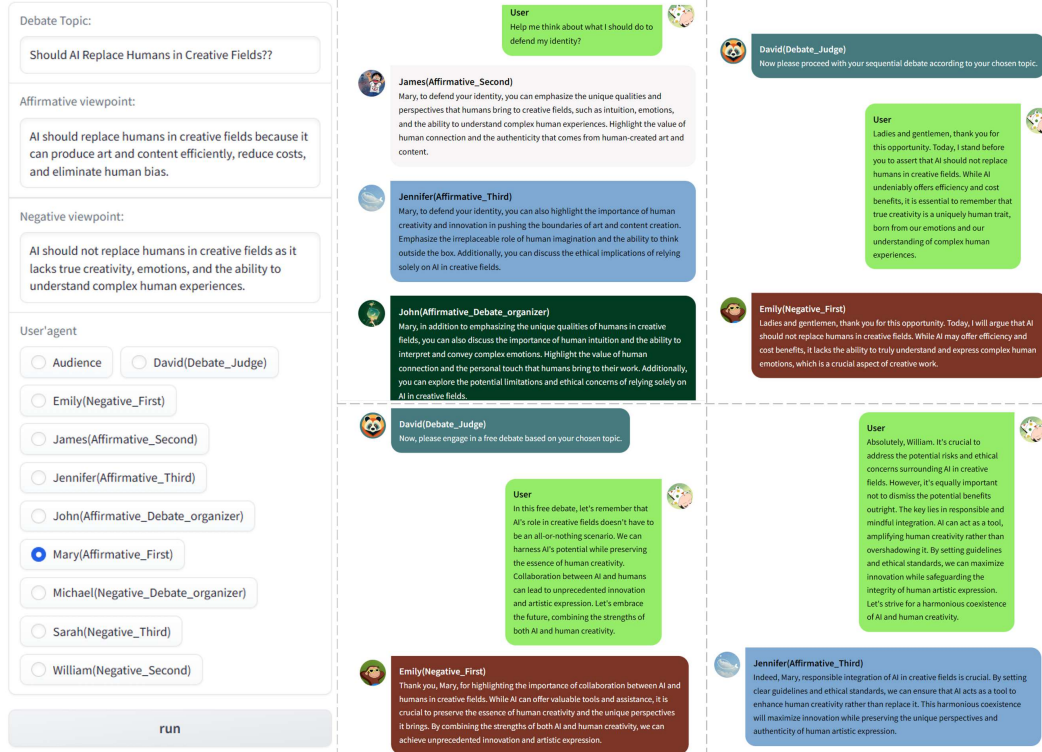 Debate Topic:
Should AI Replace Humans in Creative Fields??
Affirmative viewpoint:
AI should replace humans in creative fields because it
can produce art and content efficiently, reduce costs,
and eliminate human bias.
Negative viewpoint:
AI should not replace humans in creative fields as it
lacks true creativity, emotions, and the ability to
understand complex human experiences.
User'agent
Audience
David(Debate_Judge)
Emily(Negative_First)
James(Affirmative_Second)
Jennifer(Affirmative_Third)
John(Affirmative_Debate_organizer)
Mary(Affirmative_First)
Michael(Negative_Debate_organizer)
Sarah(Negative_Third)
William(Negative_Second)
run
User
Help me think about what I should do to
defend my identity?
James(Affirmative_Second)
Mary, to defend your identity, you can emphasize the unique qualities and
perspectives that humans bring to creative fields, such as intuition, emotions,
and the ability to understand complex human experiences. Highlight the value of
human connection and the authenticity that comes from human-created art and
content.
Jennifer(Affirmative_Third)
Mary, to defend your identity, you can also highlight the importance of human
creativity and innovation in pushing the boundaries of art and content creation.
Emphasize the irreplaceable role of human imagination and the ability to think
outside the box. Additionally, you can discuss the ethical implications of relying
solely on AI in creative fields.
John(Affirmative_Debate_organizer)
Mary, in addition to emphasizing the unique qualities of humans in creative
fields, you can also discuss the importance of human intuition and the ability to
interpret and convey complex emotions. Highlight the value of human
connection and the personal touch that humans bring to their work. Additionally,
you can explore the potential limitations and ethical concerns of relying solely on
AI in creative fields.
David(Debate_Judge)
Now please proceed with your sequential debate according to your chosen topic.
User
Ladies and gentlemen, thank you for
this opportunity. Today, I stand before
you to assert that AI should not replace
humans in creative fields. While AI
undeniably offers efficiency and cost
benefits, it is essential to remember that
true creativity is a uniquely human trait,
born from our emotions and our
understanding of complex human
experiences.
Emily(Negative_First)
Ladies and gentlemen, thank you for this opportunity. Today, I will argue that AI
should not replace humans in creative fields. While AI may offer efficiency and
cost benefits, it lacks the ability to truly understand and express complex human
emotions, which is a crucial aspect of creative work.
David(Debate_Judge)
Now, please engage in a free debate based on your chosen topic.
User
In this free debate, let's remember that
AI's role in creative fields doesn't have to
be an all-or-nothing scenario. We can
harness AI's potential while preserving
the essence of human creativity.
Collaboration between AI and humans
can lead to unprecedented innovation
and artistic expression. Let's embrace
the future, combining the strengths of
both AI and human creativity.
Emily(Negative_First)
Thank you, Mary, for highlighting the importance of collaboration between AI and
humans in creative fields. While AI can offer valuable tools and assistance, it is
crucial to preserve the essence of human creativity and the unique perspectives
it brings. By combining the strengths of both AI and human creativity, we can
achieve unprecedented innovation and artistic expression.
User
Absolutely, William. It's crucial to
address the potential risks and ethical
concerns surrounding AI in creative
fields. However, it's equally important
not to dismiss the potential benefits
outright. The key lies in responsible and
mindful integration. AI can act as a tool,
amplifying human creativity rather than
overshadowing it. By setting guidelines
and ethical standards, we can maximize
innovation while safeguarding the
integrity of human artistic expression.
Let's strive for a harmonious coexistence
of AI and human creativity.
Jennifer(Affirmative_Third)
Indeed, Mary, responsible integration of AI in creative fields is crucial. By setting
clear guidelines and ethical standards, we can ensure that AI acts as a tool to
enhance human creativity rather than replace it. This harmonious coexistence
will maximize innovation while preserving the unique perspectives and
authenticity of human artistic expression.